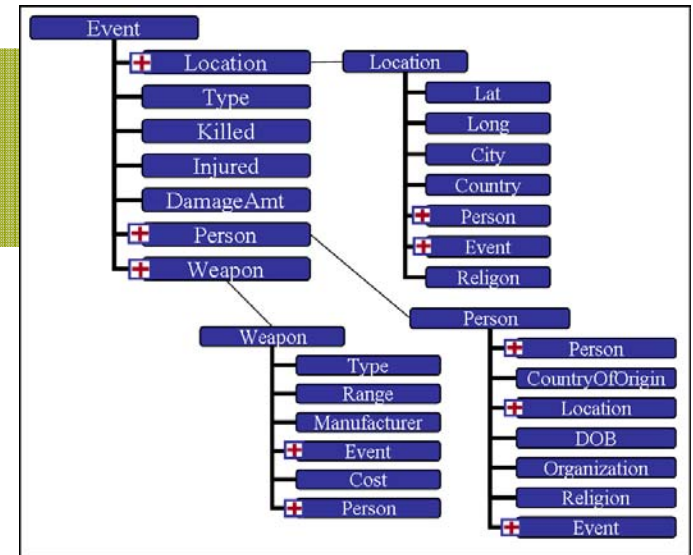 Event
Location
Type
Killed
Injured
DamageAmt
Person
Weapon
Location
Lat
Long
City
Country
Person
Event
Religon
Weapon
Type
Range
Manufacturer
Event
Cost
Person
Person
Person
CountryOfOrigin
Location
DOB
Organization
Religion
Event